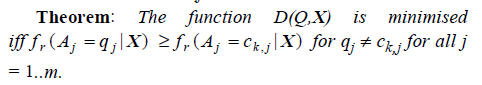 Theorem: The function D(Q,X) is minimised
iff fᵣ(Aⱼ = qⱼ|X) ≥ fᵣ(Aⱼ = cₖ,ⱼ|X) for qⱼ ≠ cₖ,ⱼ for all j
= 1..m.